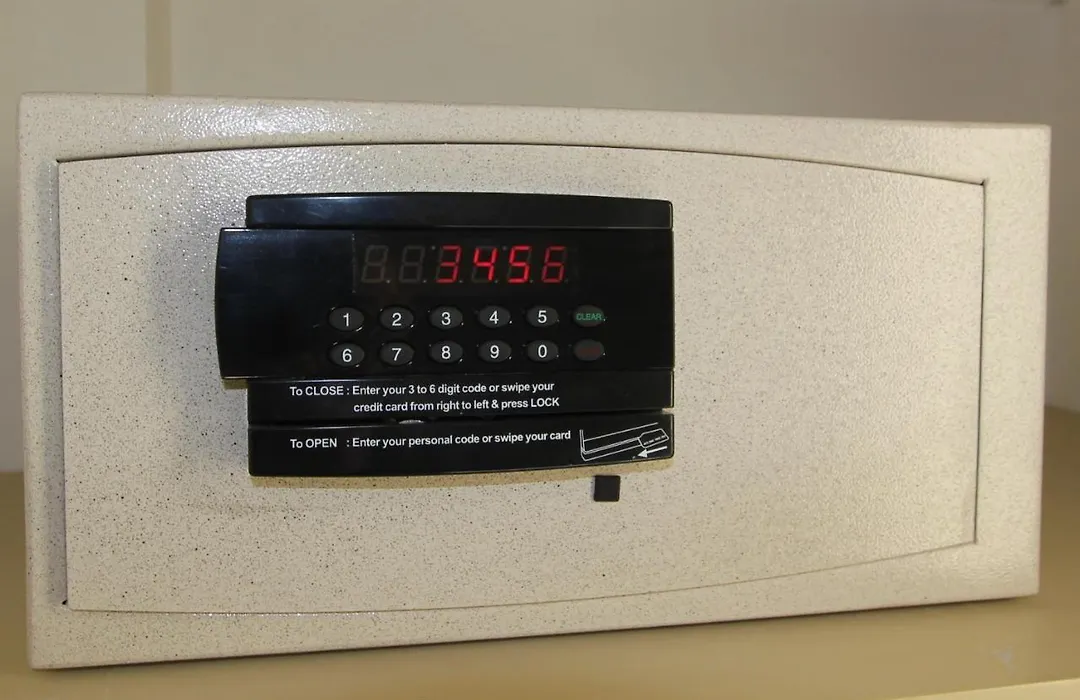 3456
1 2 3 4 5 CLEAR
6 7 8 9 0
To CLOSE : Enter your 3 to 6 digit code or swipe your
credit card from right to left & press LOCK
To OPEN : Enter your personal code or swipe your card